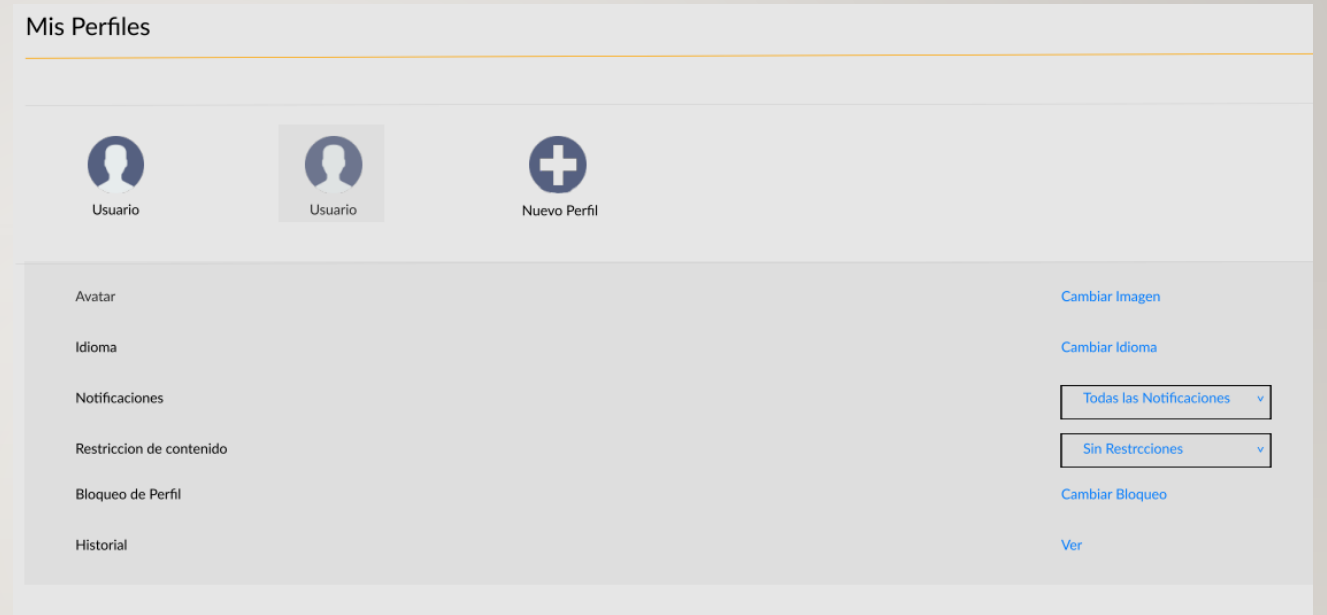 Mis Perfiles
Usuario
Usuario
Nuevo Perfil
Avatar
Cambiar Imagen
Idioma
Cambiar Idioma
Notificaciones
Todas las Notificaciones
Restriccion de contenido
Sin Restrcciones
Bloqueo de Perfil
Cambiar Bloqueo
Historial
Ver